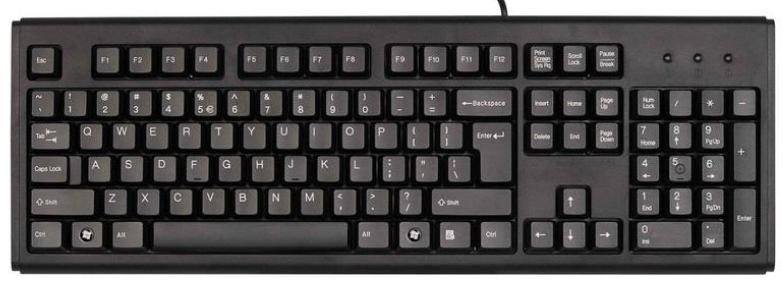 Esc F1 F2 F3 F4 F5 F6 F7 F8 F9 F10 F11 F12 Print Screen Sys Rq Scroll Lock Pause Break
~ ` ! 1 @ 2 # 3 $ 4 % 5 € ^ 6 & 7 * 8 ( 9 ) 0 _ - + = ←Backspace Insert Home Page Up Num Lock / * -
Tab Q W E R T Y U I O P { [ } ] Enter ↵ Delete End Page Down 7 Home 8 ↑ 9 PgUp +
Caps Lock A S D F G H J K L : ; " ' | \ 4 ← 5 6 →
⇧ Shift Z X C V B N M < , > . ? / ⇧ Shift ↑ 1 End 2 ↓ 3 PgDn Enter
Ctrl Alt Alt Ctrl ← ↓ → 0 Ins . Del